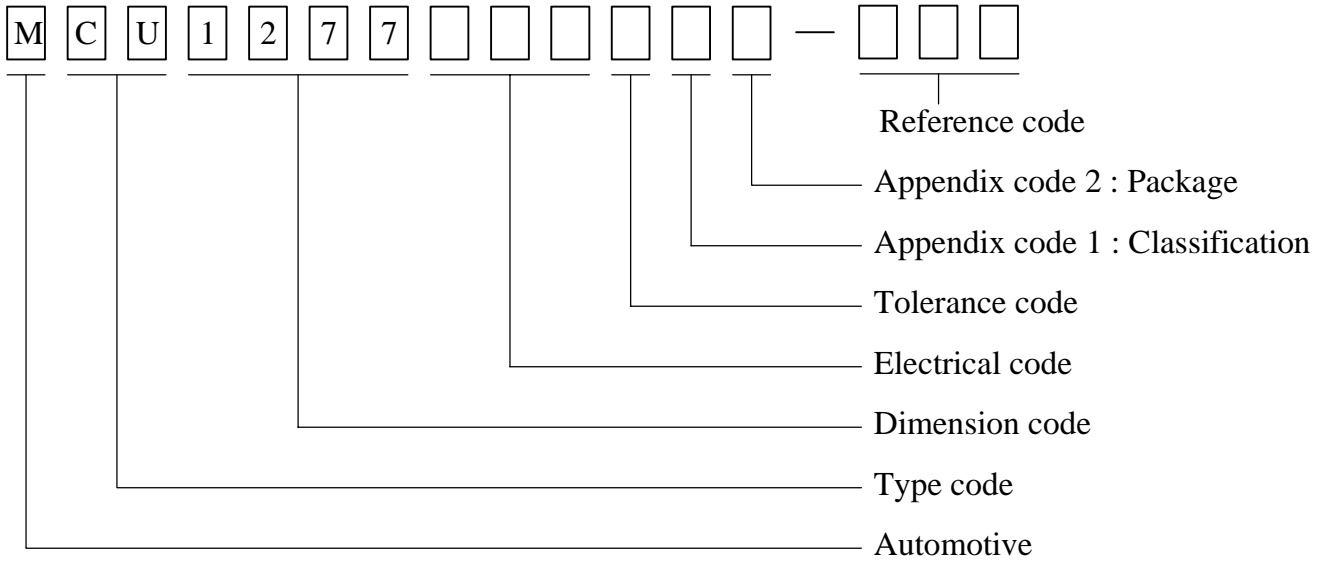 M C U 1 2 7 7 —
Reference code
Appendix code 2 : Package
Appendix code 1 : Classification
Tolerance code
Electrical code
Dimension code
Type code
Automotive